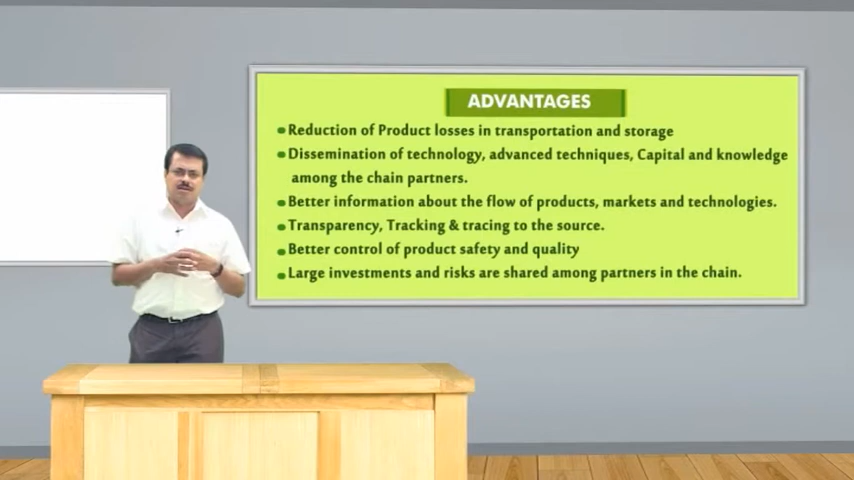 ADVANTAGES
Reduction of Product losses in transportation and storage
Dissemination of technology, advanced techniques, Capital and knowledge
among the chain partners.
Better information about the flow of products, markets and technologies.
Transparency, Tracking & tracing to the source.
Better control of Product safety and quality
Large investments and risks are shared among partners in the chain.